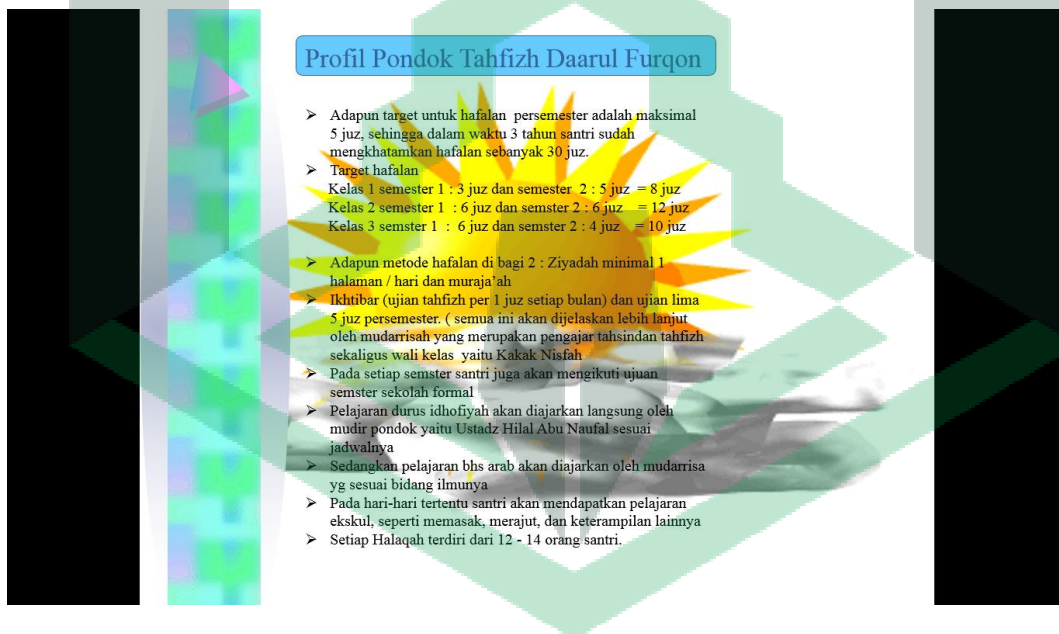 Profil Pondok Tahfizh Daarul Furqon
➢ Adapun target untuk hafalan persemester adalah maksimal
5 juz, sehingga dalam waktu 3 tahun santri sudah
mengkhatamkan hafalan sebanyak 30 juz.
➢ Target hafalan
Kelas 1 semester 1 : 3 juz dan semester 2 : 5 juz = 8 juz
Kelas 2 semester 1 : 6 juz dan semster 2 : 6 juz = 12 juz
Kelas 3 semster 1 : 6 juz dan semster 2 : 4 juz = 10 juz
➢ Adapun metode hafalan di bagi 2 : Ziyadah minimal 1
halaman / hari dan muraja’ah
➢ Ikhtibar (ujian tahfizh per 1 juz setiap bulan) dan ujian lima
5 juz persemester. ( semua ini akan dijelaskan lebih lanjut
oleh mudarrisah yang merupakan pengajar tahsindan tahfizh
sekaligus wali kelas yaitu Kakak Nisfah
➢ Pada setiap semster santri juga akan mengikuti ujuan
semster sekolah formal
➢ Pelajaran durus idhofiyah akan diajarkan langsung oleh
mudir pondok yaitu Ustadz Hilal Abu Naufal sesuai
jadwalnya
➢ Sedangkan pelajaran bhs arab akan diajarkan oleh mudarrisa
yg sesuai bidang ilmunya
➢ Pada hari-hari tertentu santri akan mendapatkan pelajaran
ekskul, seperti memasak, merajut, dan keterampilan lainnya
➢ Setiap Halaqah terdiri dari 12 - 14 orang santri.